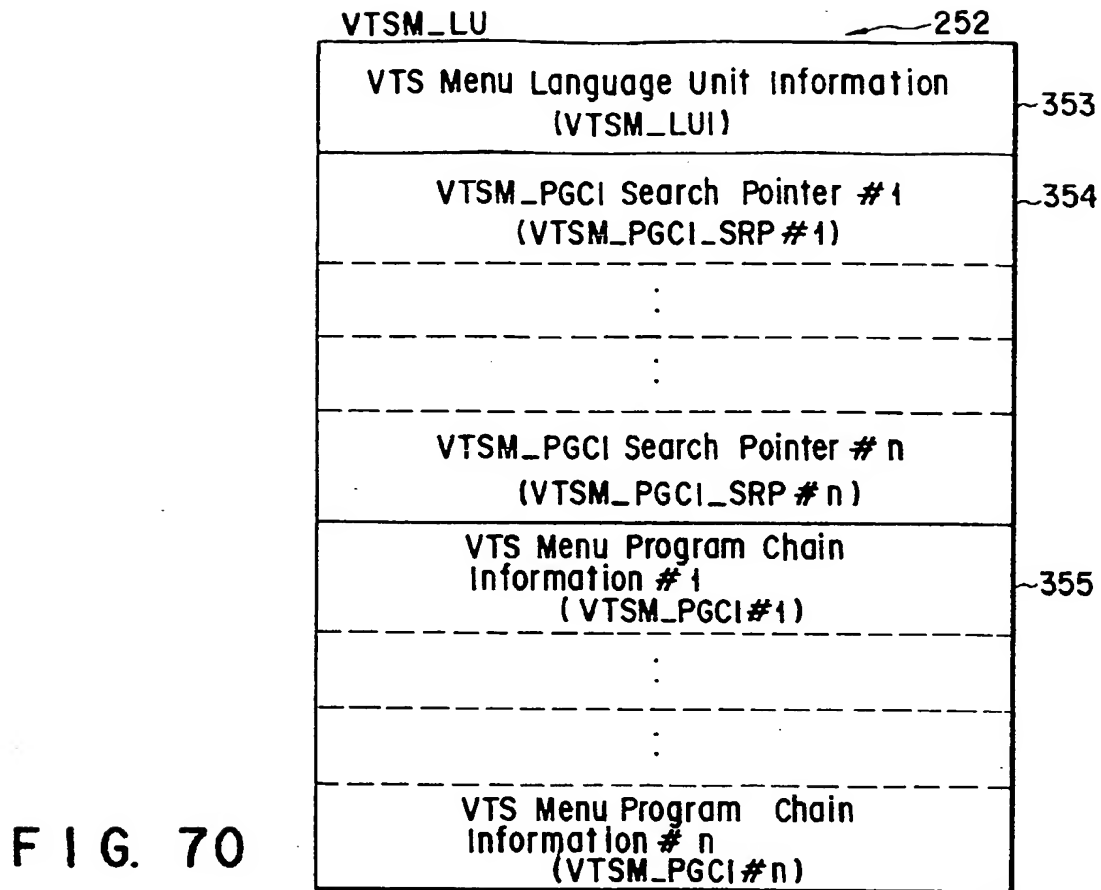 VTSM_LU
252
VTS Menu Language Unit Information
(VTSM_LUI)
353
VTSM_PGCI Search Pointer #1
(VTSM_PGCI_SRP#1)
354
VTSM_PGCI Search Pointer #n
(VTSM_PGCI_SRP#n)
VTS Menu Program Chain
Information #1
(VTSM_PGCI#1)
355
VTS Menu Program Chain
Information # n
(VTSM_PGCI#n)
FIG. 70